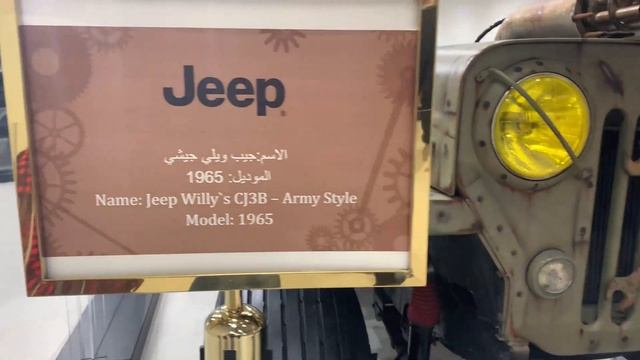 Jeep
الاسم:جيب ويلي جيشي
الموديل: 1965
Name: Jeep Willy`s CJ3B – Army Style
Model: 1965